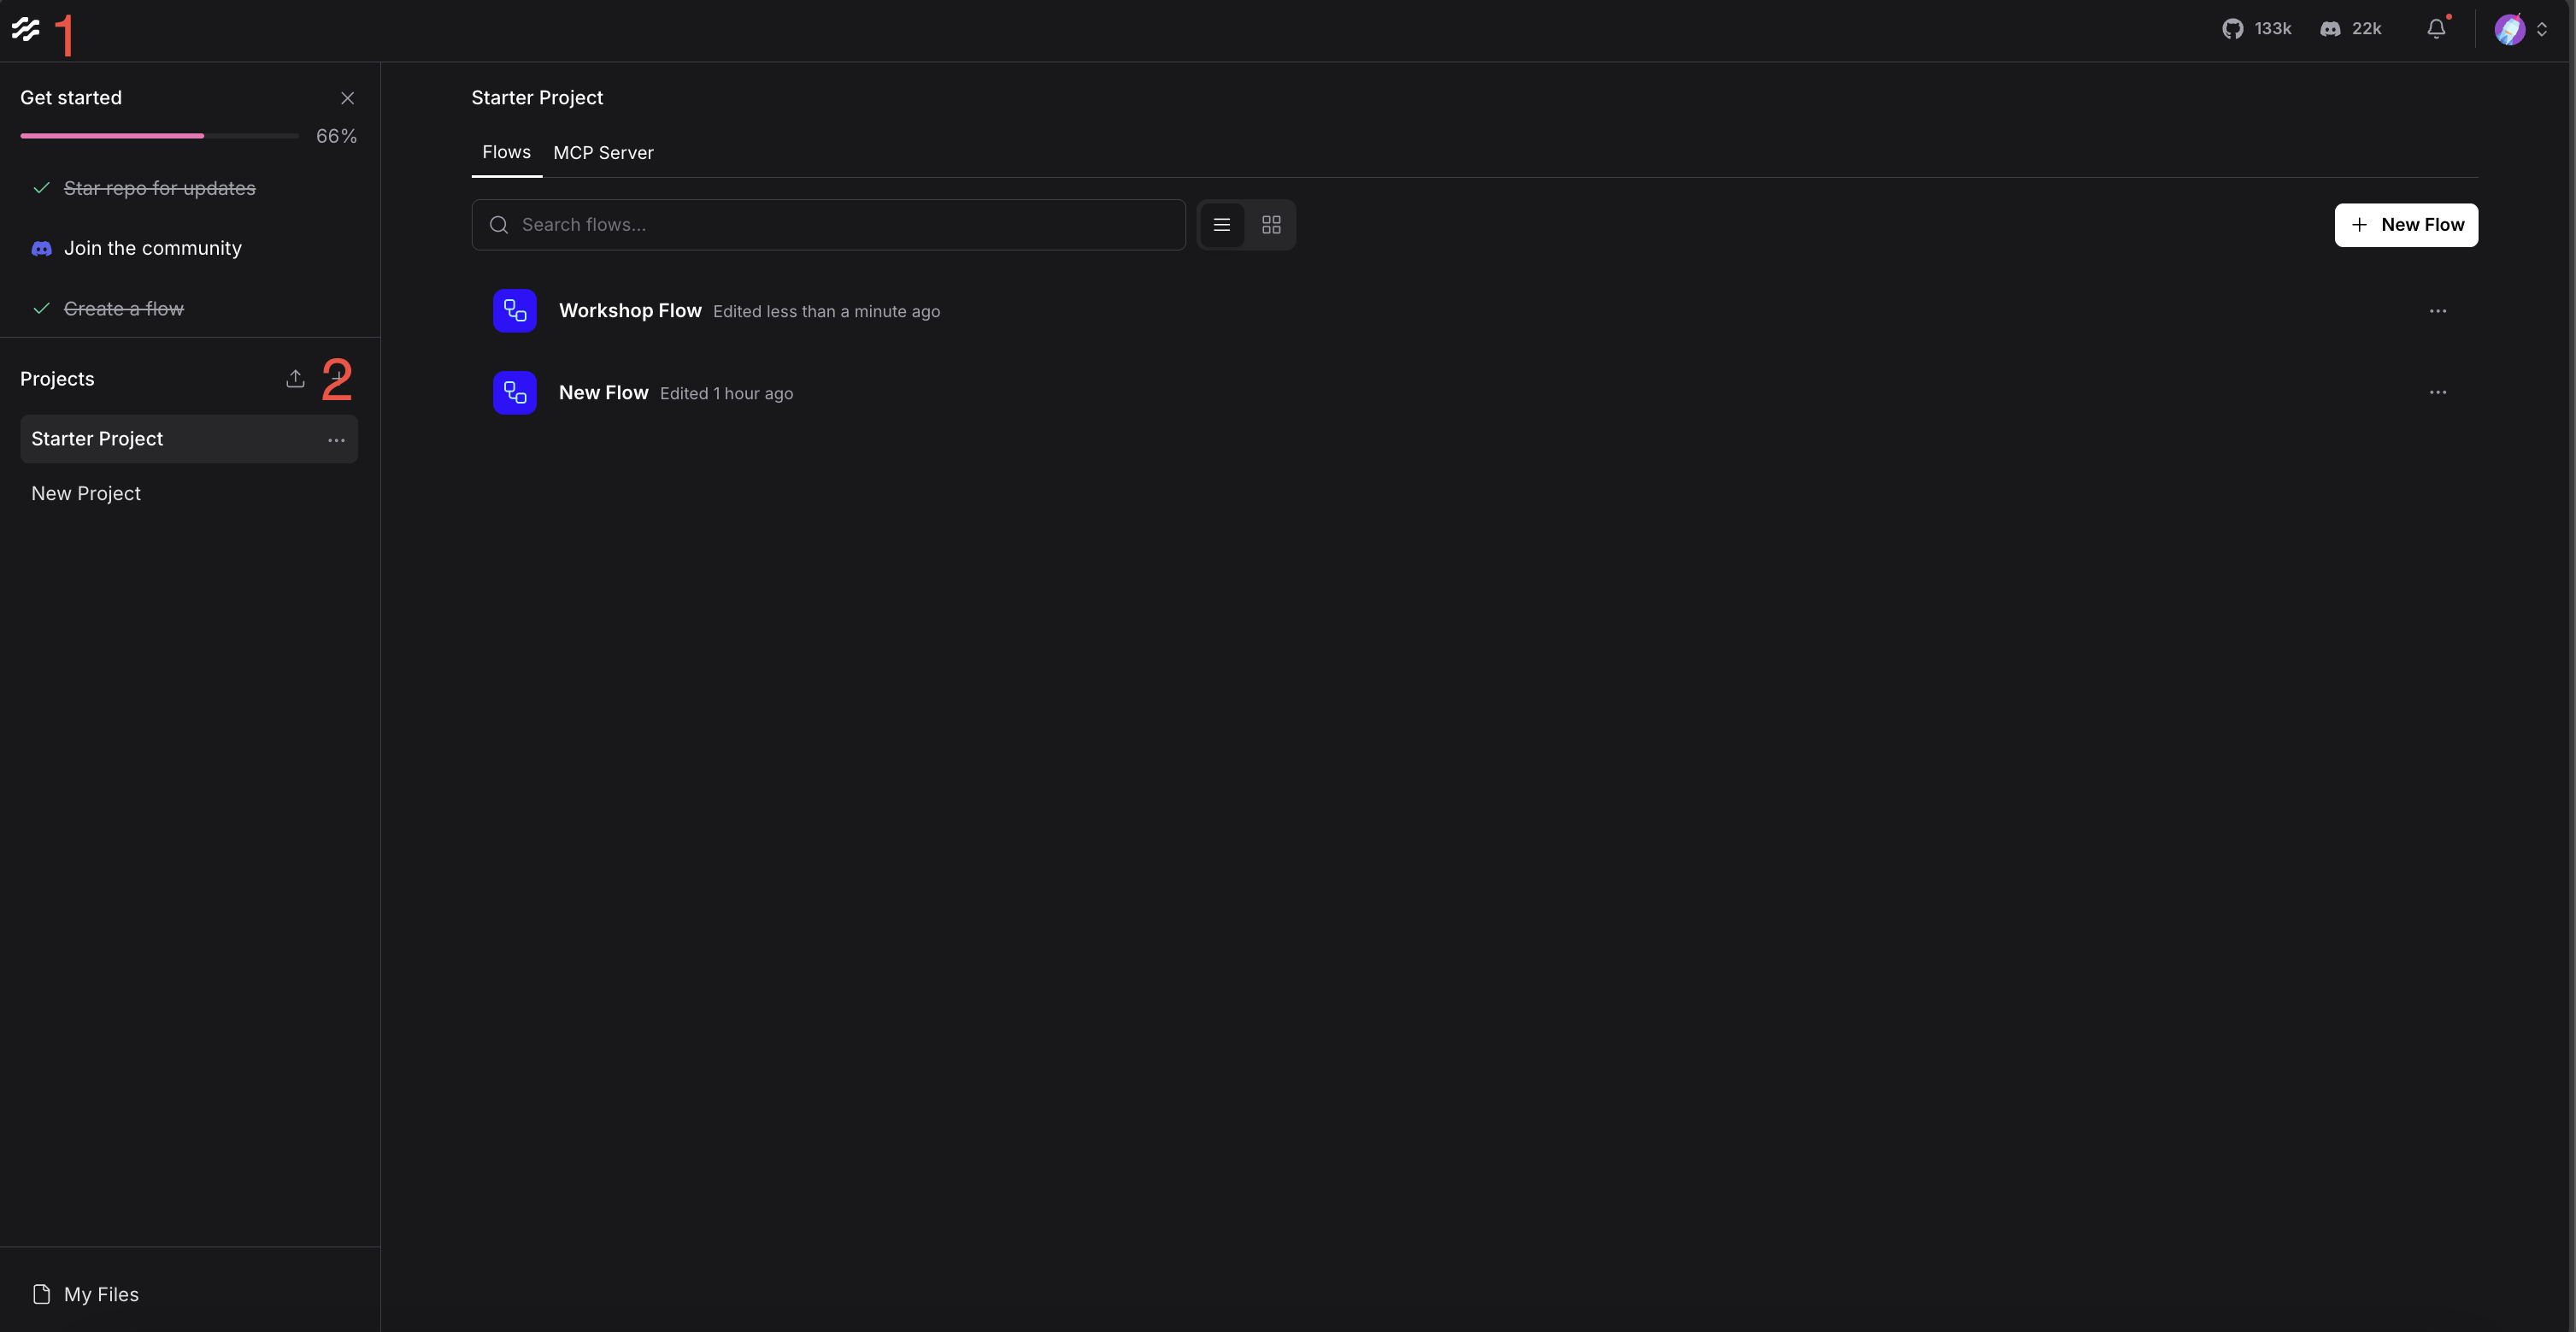 1
133k
22k
Get started
66%
Star repo for updates
Join the community
Create a flow
Projects
2
Starter Project
New Project
My Files
Starter Project
Flows
MCP Server
Search flows...
New Flow
Workshop Flow Edited less than a minute ago
New Flow Edited 1 hour ago